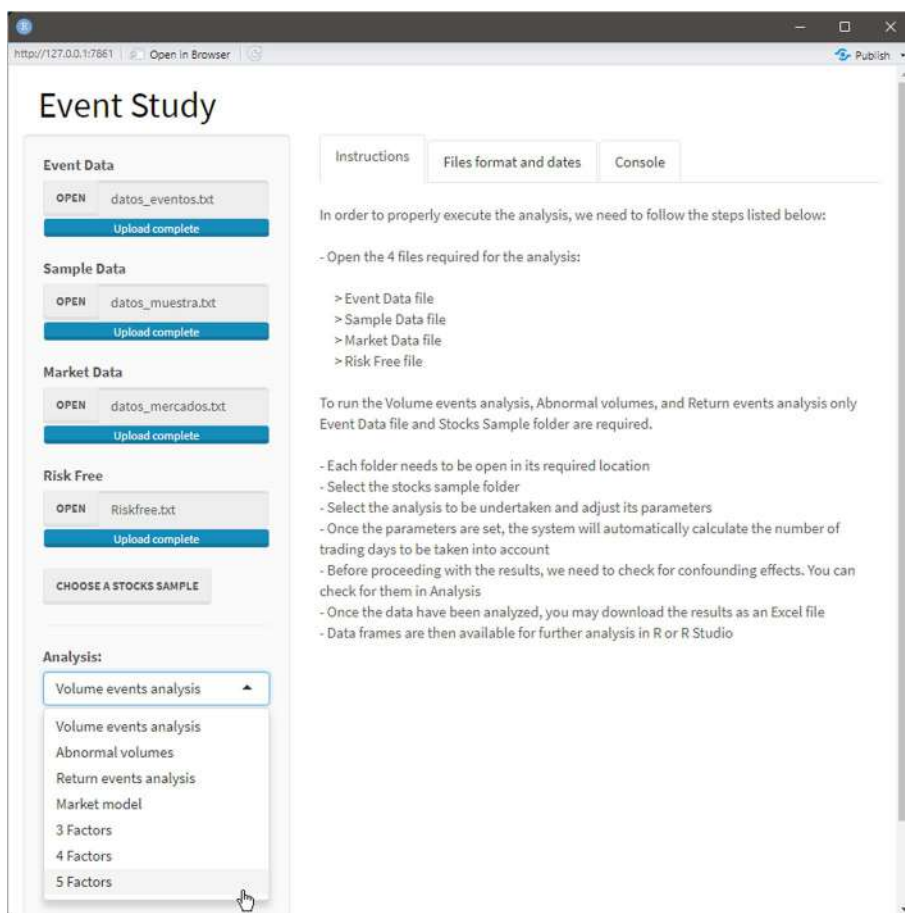 R
http://127.0.0.1:7861 Open in Browser Publish
Event Study
Event Data
OPEN datos_eventos.txt
Upload complete
Sample Data
OPEN datos_muestra.txt
Upload complete
Market Data
OPEN datos_mercados.txt
Upload complete
Risk Free
OPEN Riskfree.txt
Upload complete
CHOOSE A STOCKS SAMPLE
Analysis:
Volume events analysis
Volume events analysis
Abnormal volumes
Return events analysis
Market model
3 Factors
4 Factors
5 Factors
Instructions Files format and dates Console
In order to properly execute the analysis, we need to follow the steps listed below:
- Open the 4 files required for the analysis:
> Event Data file
> Sample Data file
> Market Data file
> Risk Free file
To run the Volume events analysis, Abnormal volumes, and Return events analysis only
Event Data file and Stocks Sample folder are required.
- Each folder needs to be open in its required location
- Select the stocks sample folder
- Select the analysis to be undertaken and adjust its parameters
- Once the parameters are set, the system will automatically calculate the number of
trading days to be taken into account
- Before proceeding with the results, we need to check for confounding effects. You can
check for them in Analysis
- Once the data have been analyzed, you may download the results as an Excel file
- Data frames are then available for further analysis in R or R Studio